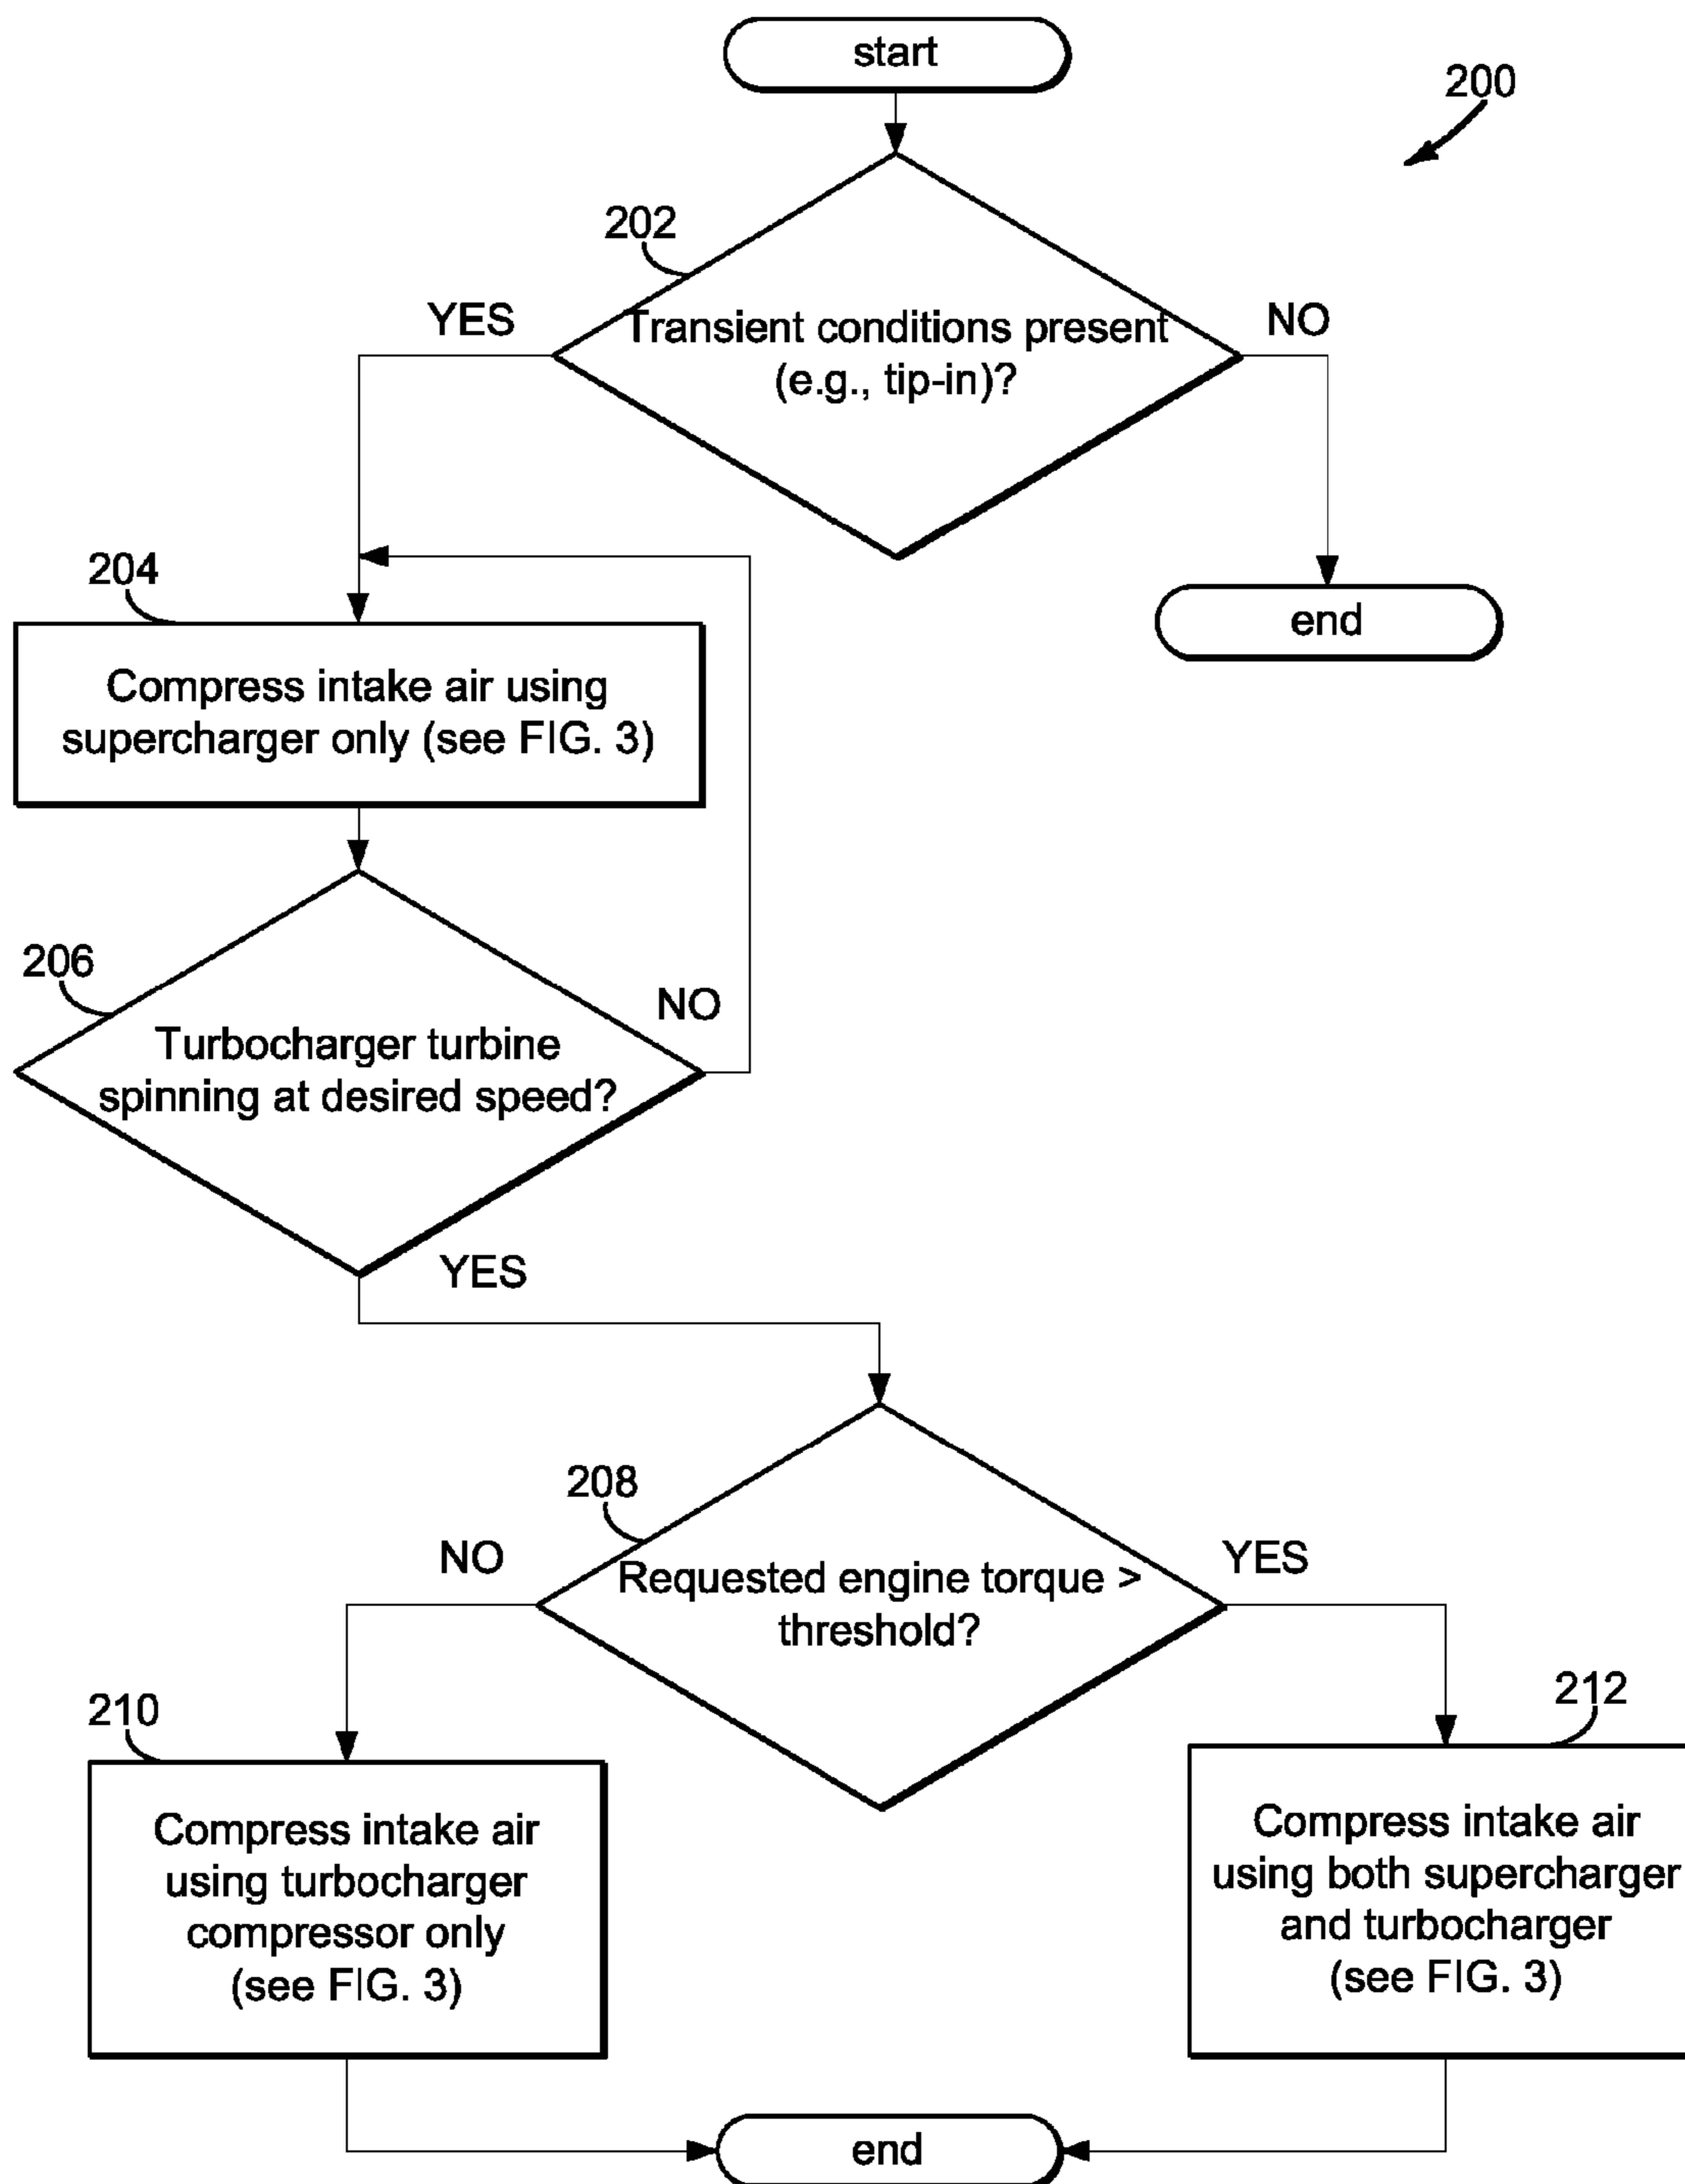 start
200
202
YES
Transient conditions present
(e.g., tip-in)?
NO
204
end
Compress intake air using
supercharger only (see FIG. 3)
206
NO
Turbocharger turbine
spinning at desired speed?
YES
208
NO
Requested engine torque >
threshold?
YES
210
212
Compress intake air
using turbocharger
compressor only
(see FIG. 3)
Compress intake air
using both supercharger
and turbocharger
(see FIG. 3)
end